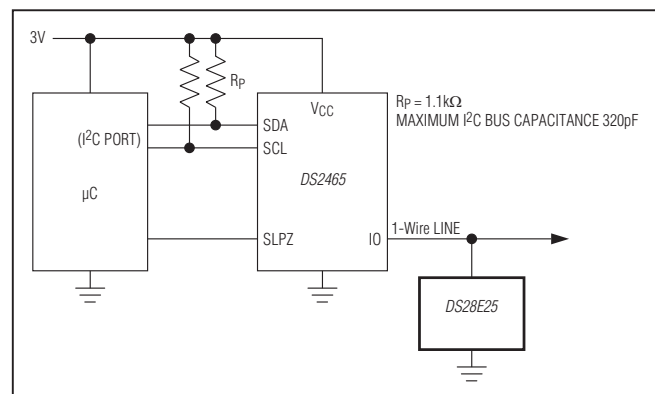 3V
RP
VCC
RP = 1.1kΩ
MAXIMUM I²C BUS CAPACITANCE 320pF
(I²C PORT)
SDA
SCL
DS2465
µC
1-Wire LINE
SLPZ
IO
DS28E25